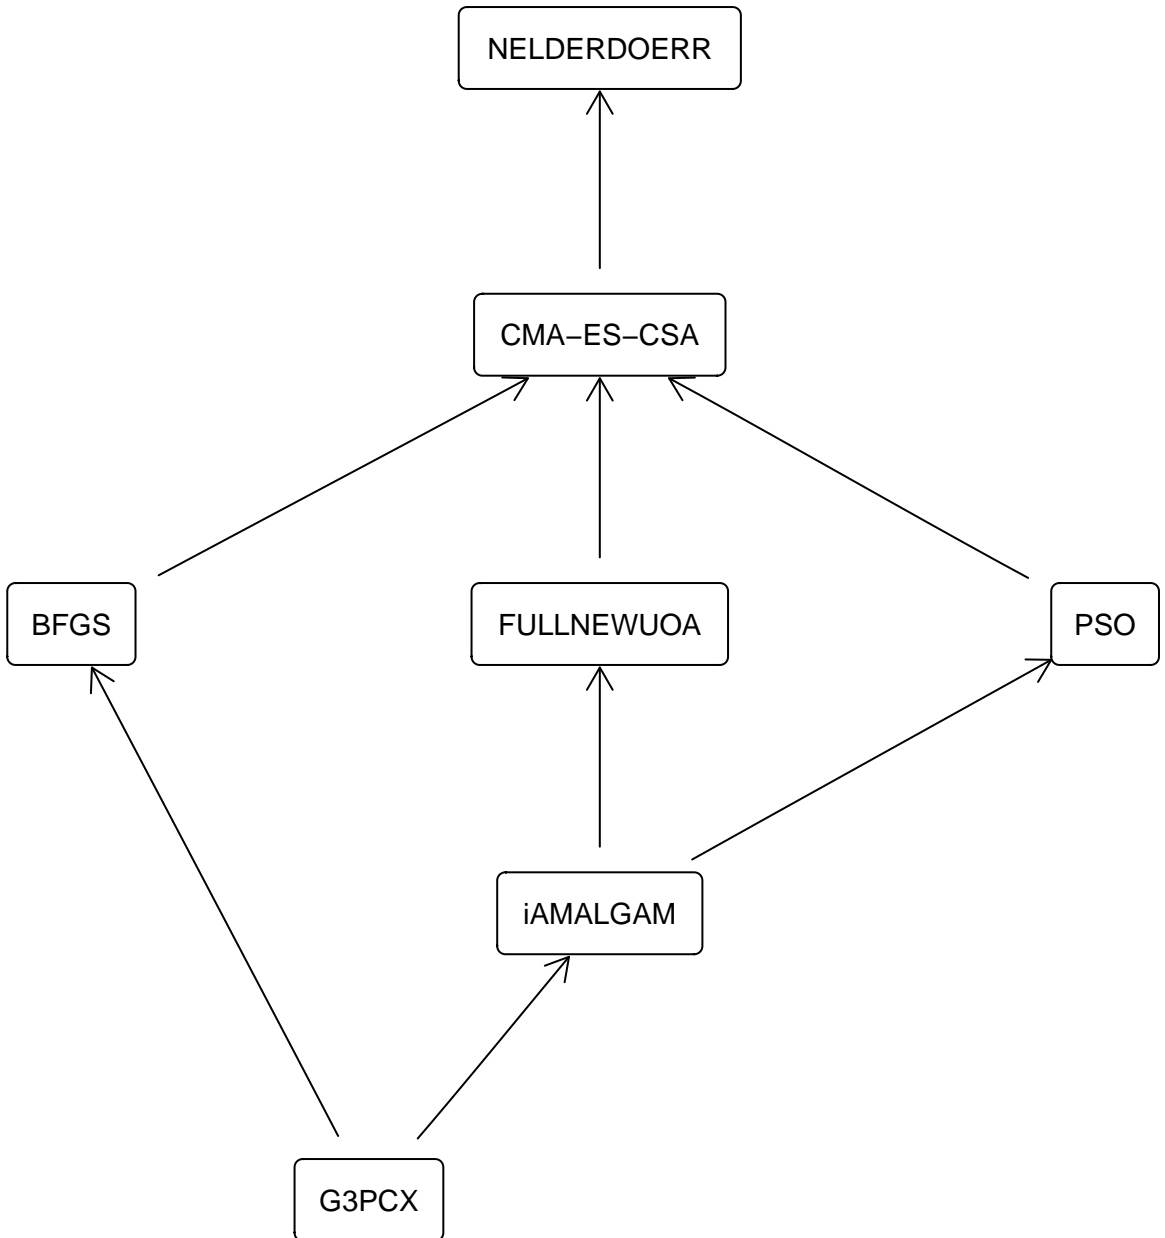 NELDERDOERR
CMA–ES–CSA
BFGS
FULLNEWUOA
PSO
iAMALGAM
G3PCX